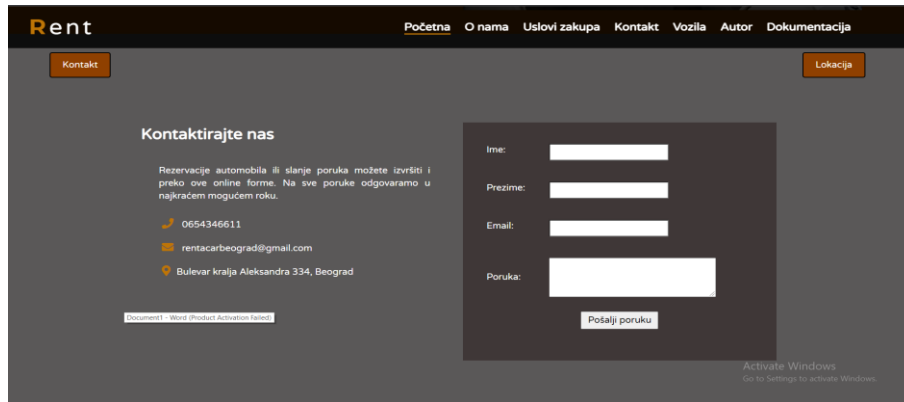 Rent
Početna O nama Uslovi zakupa Kontakt Vozila Autor Dokumentacija
Kontakt
Lokacija
Kontaktirajte nas
Rezervacije automobila ili slanje poruka možete izvršiti i
preko ove online forme. Na sve poruke odgovaramo u
najkraćem mogućem roku.
0654346611
rentacarbeograd@gmail.com
Bulevar kralja Aleksandra 334, Beograd
Document1 - Word (Product Activation Failed)
Ime:
Prezime:
Email:
Poruka:
Pošalji poruku
Activate Windows
Go to Settings to activate Windows.